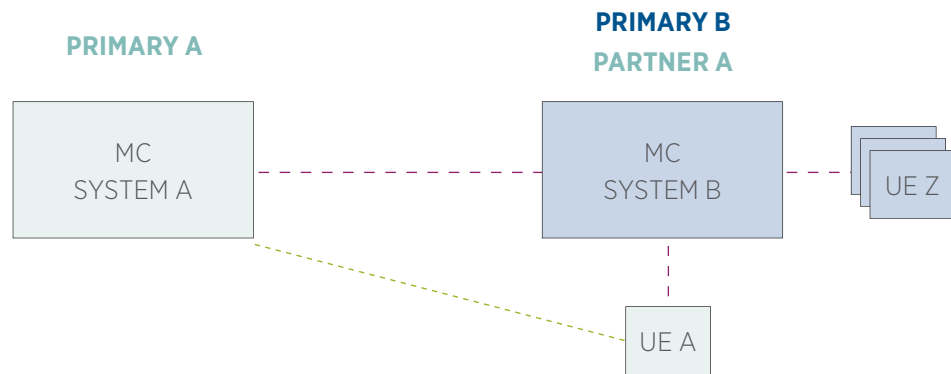 PRIMARY A
PRIMARY B
PARTNER A
MC
SYSTEM A
MC
SYSTEM B
UE Z
UE A